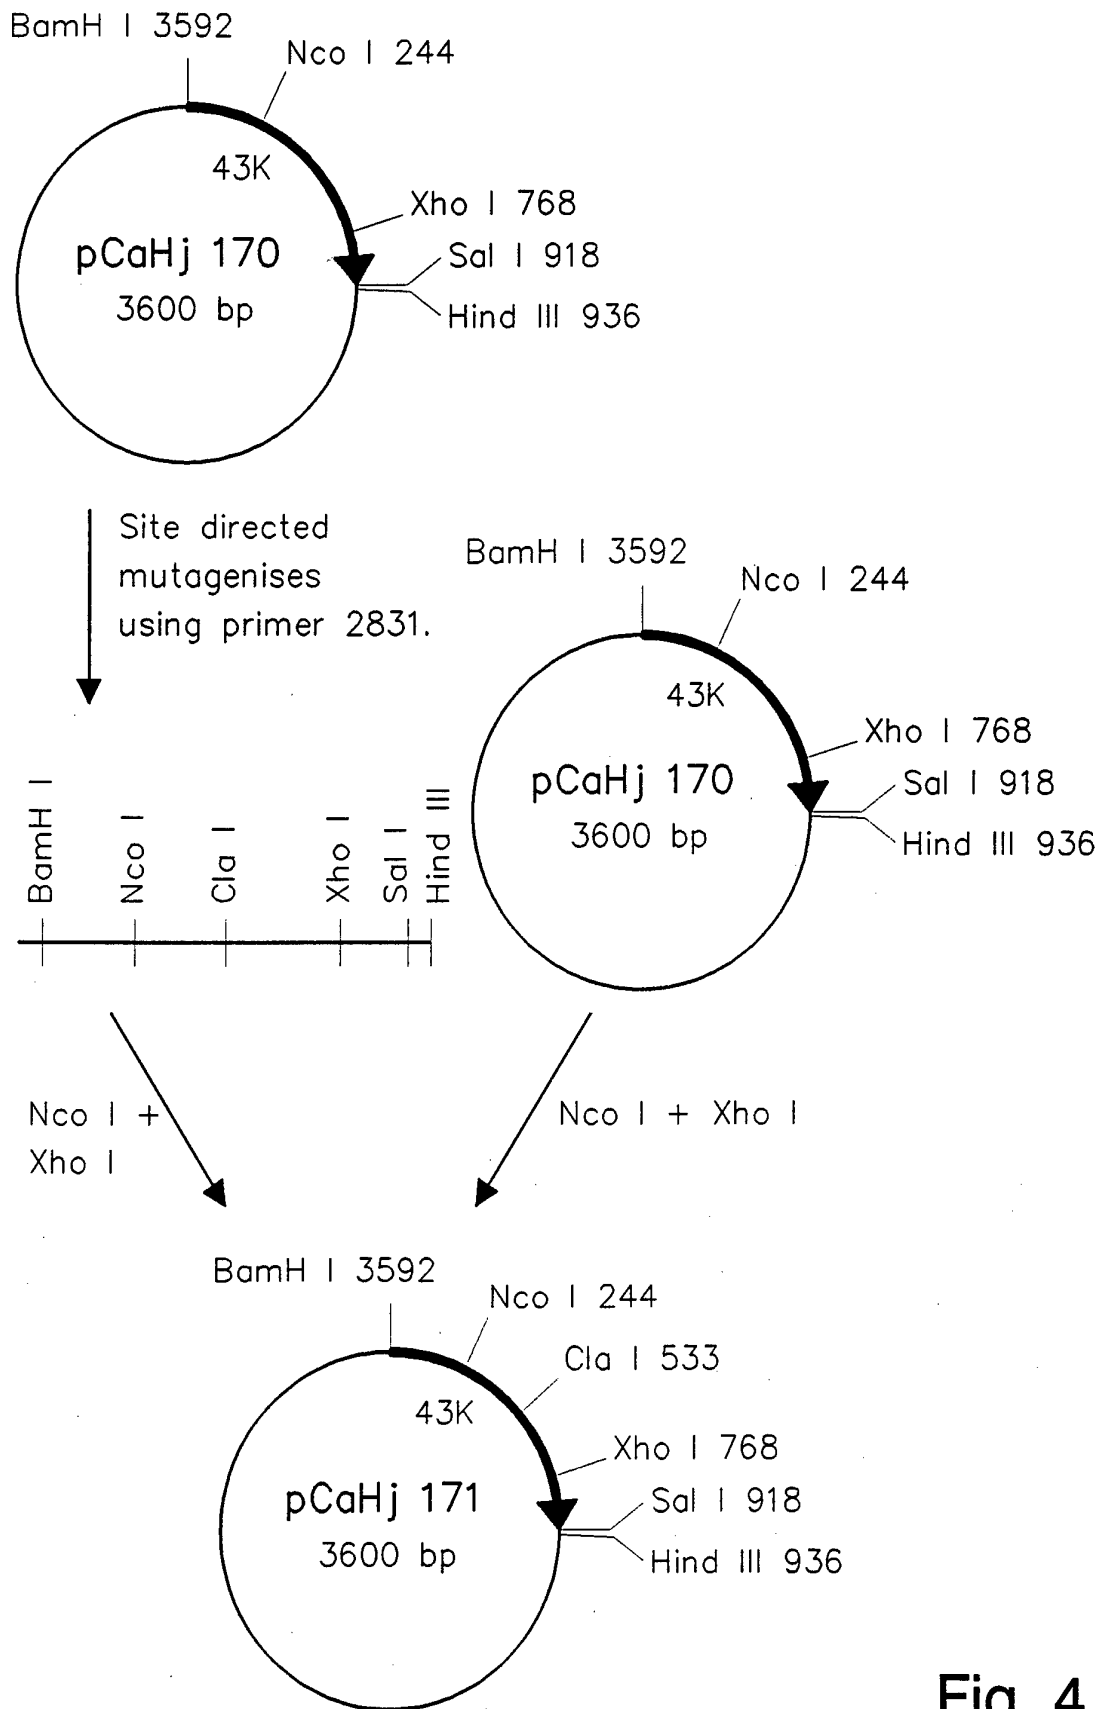 BamH I 3592
Nco I 244
43K
Xho I 768
pCaHj 170
Sal I 918
3600 bp
Hind III 936
Site directed
mutagenises
using primer 2831.
BamH I 3592
Nco I 244
43K
Xho I 768
pCaHj 170
Sal I 918
3600 bp
Hind III 936
BamH I
Nco I
Cla I
Xho I
Sal I
Hind III
Nco I +
Xho I
Nco I + Xho I
BamH I 3592
Nco I 244
Cla I 533
43K
Xho I 768
pCaHj 171
Sal I 918
3600 bp
Hind III 936
Fig. 4